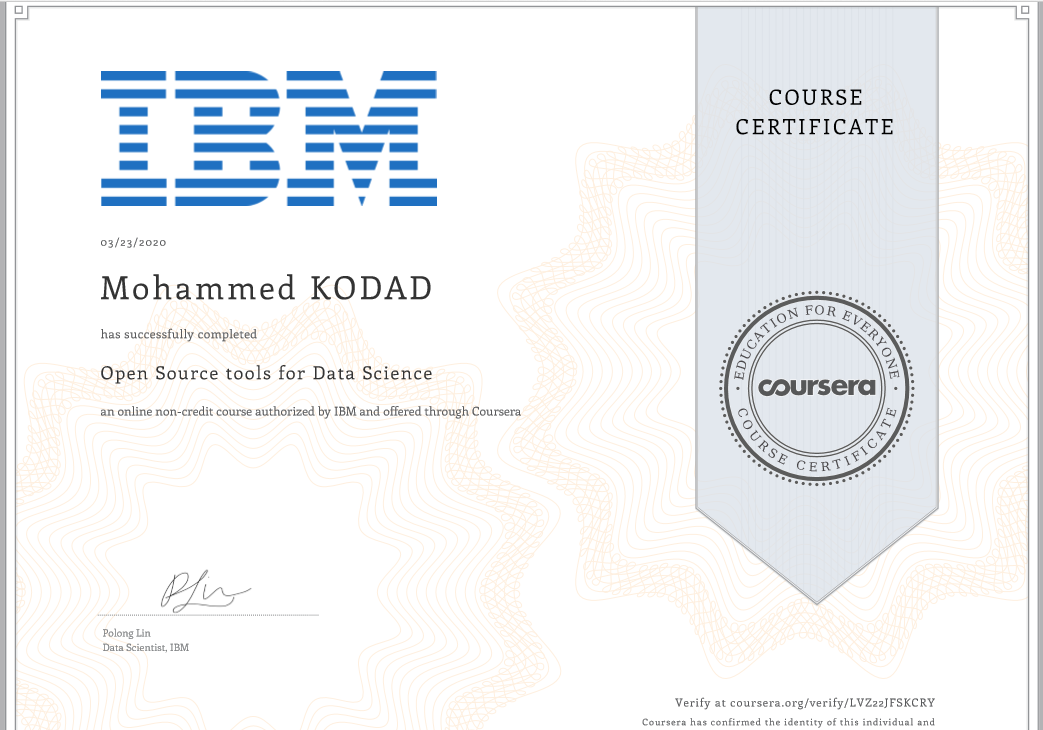 IBM
COURSE
CERTIFICATE
03/23/2020
Mohammed KODAD
has successfully completed
Open Source tools for Data Science
an online non-credit course authorized by IBM and offered through Coursera
EDUCATION FOR EVERYONE
coursera
COURSE CERTIFICATE
P Lin
Polong Lin
Data Scientist, IBM
Verify at coursera.org/verify/LVZ22JFSKCRY
Coursera has confirmed the identity of this individual and